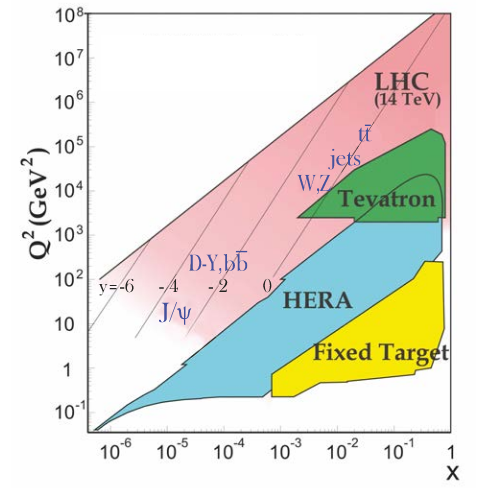 Q² (GeV²)
10⁸
10⁷
10⁶
10⁵
10⁴
10³
10²
10
1
10⁻¹
LHC
(14 TeV)
tt̄
jets
W,Z
Tevatron
D-Y,bb̄
y=-6 -4 -2 0
J/ψ
HERA
Fixed Target
10⁻⁶ 10⁻⁵ 10⁻⁴ 10⁻³ 10⁻² 10⁻¹ 1
x